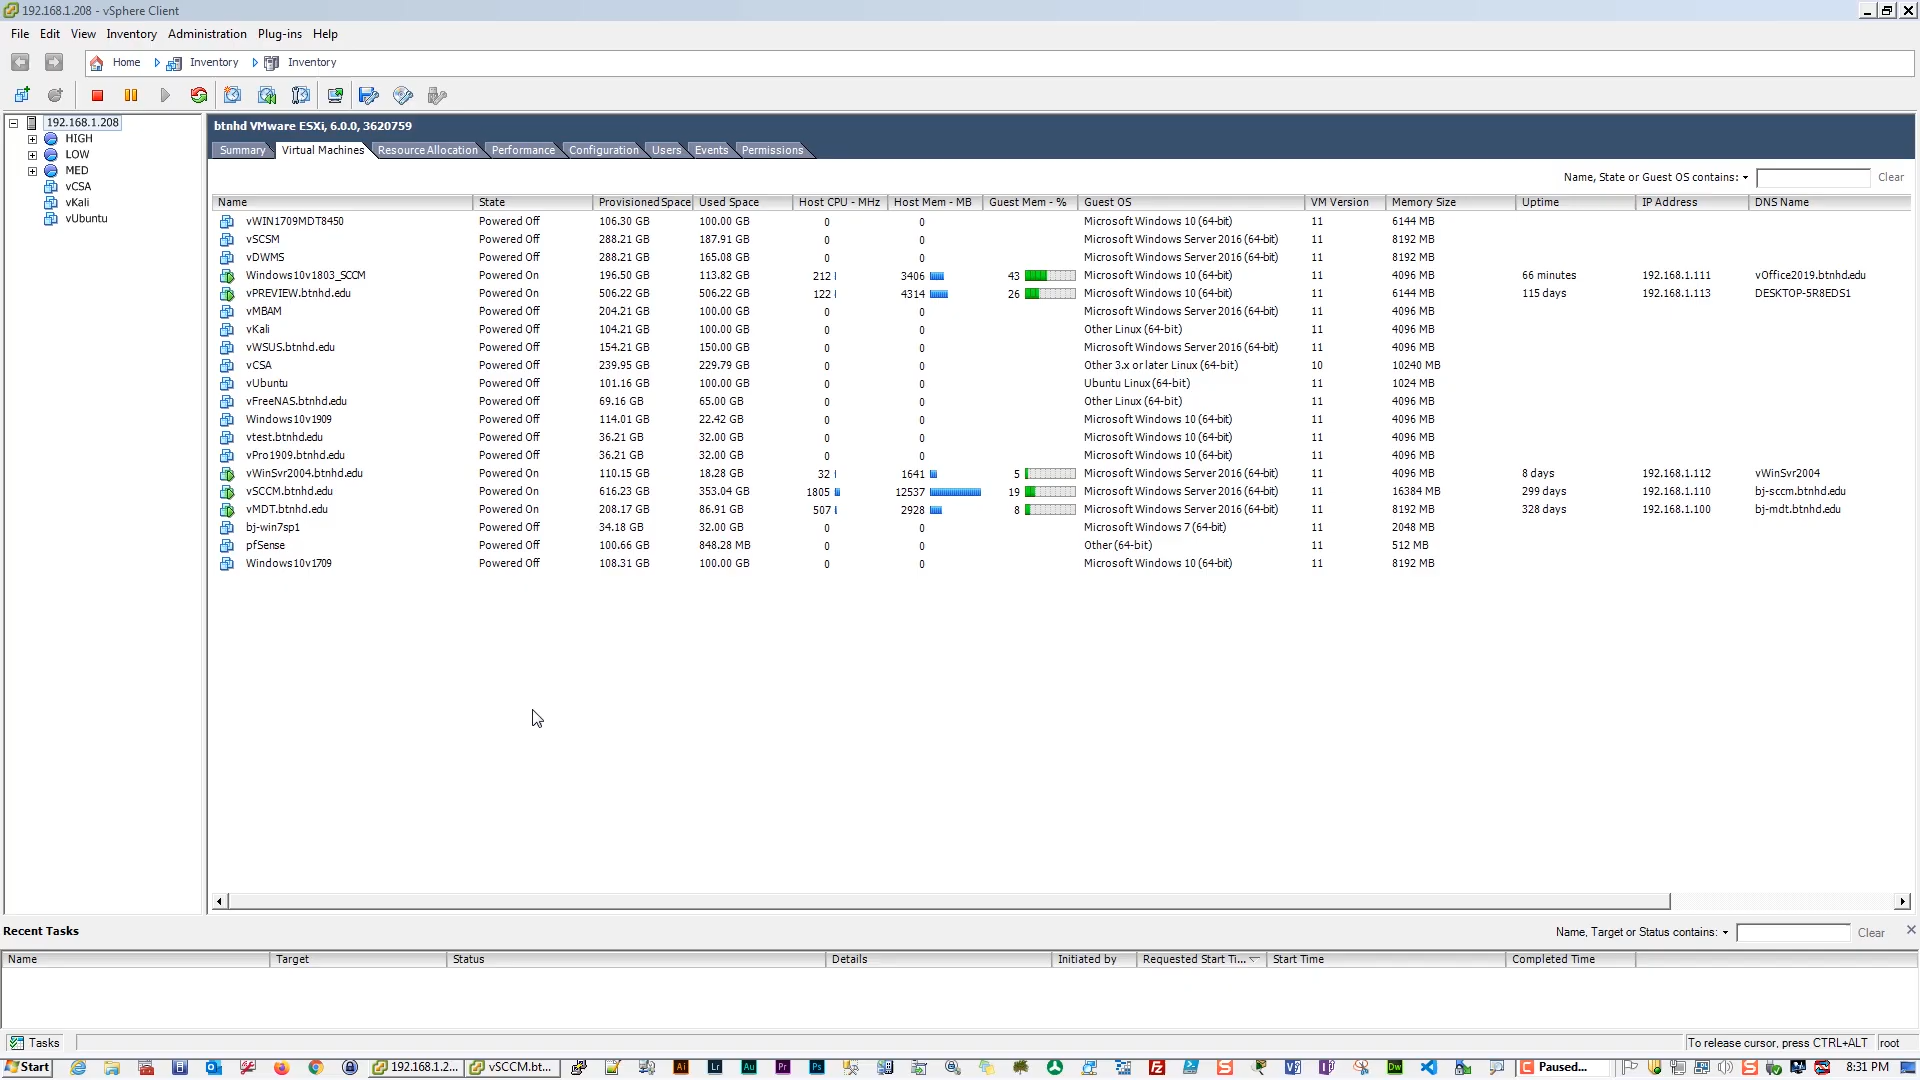 192.168.1.208 - vSphere Client
File Edit View Inventory Administration Plug-ins Help
Home Inventory Inventory
192.168.1.208
HIGH
LOW
MED
vCSA
vKali
vUbuntu
btnhd VMware ESXi, 6.0.0, 3620759
Summary Virtual Machines Resource Allocation Performance Configuration Users Events Permissions
Name, State or Guest OS contains: Clear
Name State Provisioned Space Used Space Host CPU - MHz Host Mem - MB Guest Mem - % Guest OS VM Version Memory Size Uptime IP Address DNS Name
vWIN1709MDT8450 Powered Off 106.30 GB 100.00 GB 0 0 Microsoft Windows 10 (64-bit) 11 6144 MB
vSCSM Powered Off 288.21 GB 187.91 GB 0 0 Microsoft Windows Server 2016 (64-bit) 11 8192 MB
vDWMS Powered Off 288.21 GB 165.08 GB 0 0 Microsoft Windows Server 2016 (64-bit) 11 8192 MB
Windows10v1803_SCCM Powered On 196.50 GB 113.82 GB 212 3406 43 Microsoft Windows 10 (64-bit) 11 4096 MB 66 minutes 192.168.1.111 vOffice2019.btnhd.edu
vPREVIEW.btnhd.edu Powered On 506.22 GB 506.22 GB 122 4314 26 Microsoft Windows 10 (64-bit) 11 6144 MB 115 days 192.168.1.113 DESKTOP-5R8EDS1
vMBAM Powered Off 204.21 GB 100.00 GB 0 0 Microsoft Windows Server 2016 (64-bit) 11 4096 MB
vKali Powered Off 104.21 GB 100.00 GB 0 0 Other Linux (64-bit) 11 4096 MB
vWSUS.btnhd.edu Powered Off 154.21 GB 150.00 GB 0 0 Microsoft Windows Server 2016 (64-bit) 11 4096 MB
vCSA Powered Off 239.95 GB 229.79 GB 0 0 Other 3.x or later Linux (64-bit) 10 10240 MB
vUbuntu Powered Off 101.16 GB 100.00 GB 0 0 Ubuntu Linux (64-bit) 11 1024 MB
vFreeNAS.btnhd.edu Powered Off 69.16 GB 65.00 GB 0 0 Other Linux (64-bit) 11 4096 MB
Windows10v1909 Powered Off 114.01 GB 22.42 GB 0 0 Microsoft Windows 10 (64-bit) 11 4096 MB
vtest.btnhd.edu Powered Off 36.21 GB 32.00 GB 0 0 Microsoft Windows 10 (64-bit) 11 4096 MB
vPro1909.btnhd.edu Powered Off 36.21 GB 32.00 GB 0 0 Microsoft Windows 10 (64-bit) 11 4096 MB
vWinSvr2004.btnhd.edu Powered On 110.15 GB 18.28 GB 32 1641 5 Microsoft Windows Server 2016 (64-bit) 11 4096 MB 8 days 192.168.1.112 vWinSvr2004
vSCCM.btnhd.edu Powered On 616.23 GB 353.04 GB 1805 12537 19 Microsoft Windows Server 2016 (64-bit) 11 16384 MB 299 days 192.168.1.110 bj-sccm.btnhd.edu
vMDT.btnhd.edu Powered On 208.17 GB 86.91 GB 507 2928 8 Microsoft Windows Server 2016 (64-bit) 11 8192 MB 328 days 192.168.1.100 bj-mdt.btnhd.edu
bj-win7sp1 Powered Off 34.18 GB 32.00 GB 0 0 Microsoft Windows 7 (64-bit) 11 2048 MB
pfSense Powered Off 100.66 GB 848.28 MB 0 0 Other (64-bit) 11 512 MB
Windows10v1709 Powered Off 108.31 GB 100.00 GB 0 0 Microsoft Windows 10 (64-bit) 11 8192 MB
Recent Tasks Name, Target or Status contains: Clear
Name Target Status Details Initiated by Requested Start Ti... Start Time Completed Time
Tasks To release cursor, press CTRL+ALT root
Start 192.168.1.2... vSCCM.bt... Ai Lr Au Pr Ps Dw Paused... 8:31 PM